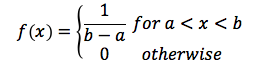 f(x) = { 1/(b − a) for a < x < b
0 otherwise